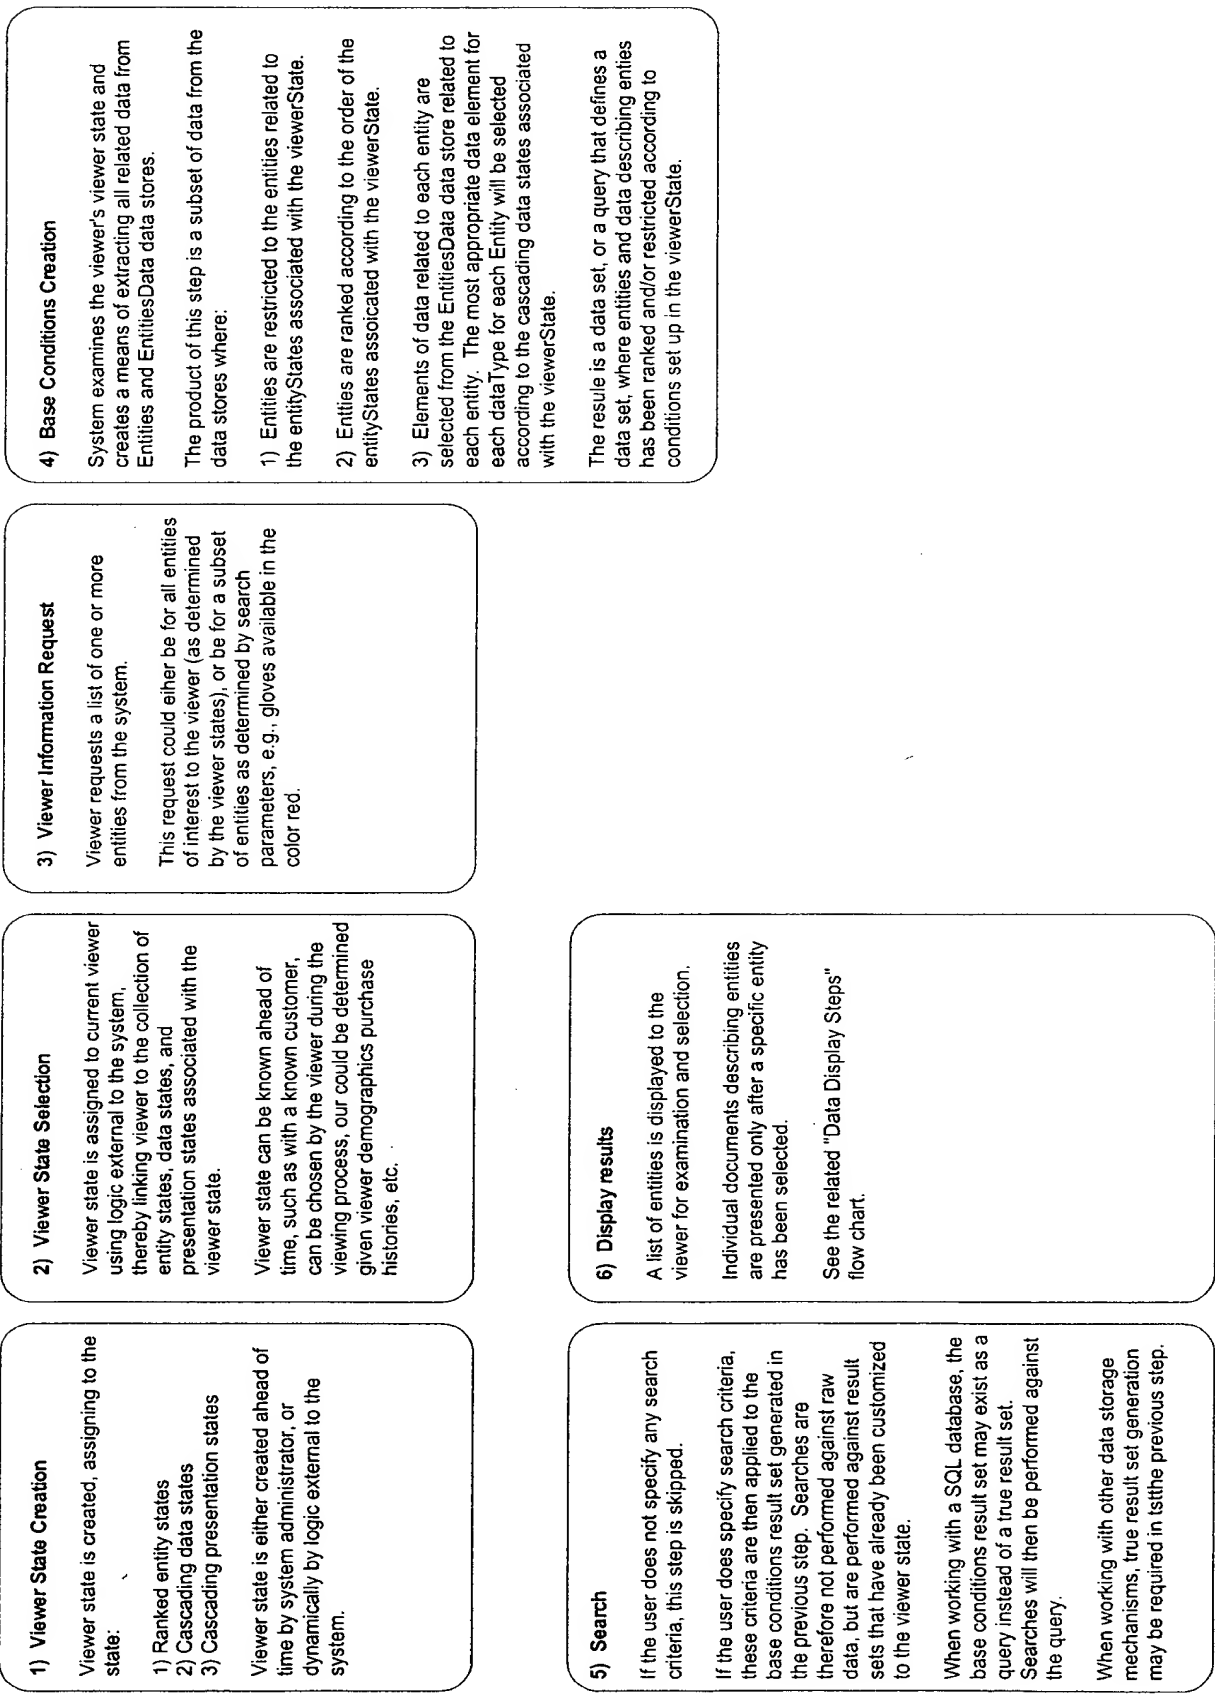 1) Viewer State Creation
Viewer state is created, assigning to the
state:
1) Ranked entity states
2) Cascading data states
3) Cascading presentation states
Viewer state is either created ahead of
time by system administrator, or
dynamically by logic external to the
system.
2) Viewer State Selection
Viewer state is assigned to current viewer
using logic external to the system,
thereby linking viewer to the collection of
entity states, data states, and
presentation states associated with the
viewer state.
Viewer state can be known ahead of
time, such as with a known customer,
can be chosen by the viewer during the
viewing process, our could be determined
given viewer demographics purchase
histories, etc.
3) Viewer Information Request
Viewer requests a list of one or more
entities from the system.
This request could eiher be for all entities
of interest to the viewer (as determined
by the viewer states), or be for a subset
of entities as determined by search
parameters, e.g., gloves available in the
color red.
4) Base Conditions Creation
System examines the viewer's viewer state and
creates a means of extracting all related data from
Entities and EntitiesData data stores.
The product of this step is a subset of data from the
data stores where:
1) Entities are restricted to the entities related to
the entityStates associated with the viewerState.
2) Entties are ranked according to the order of the
entityStates assoicated with the viewerState.
3) Elements of data related to each entity are
selected from the EntitiesData data store related to
each entity. The most appropriate data element for
each dataType for each Entity will be selected
according to the cascading data states associated
with the viewerState.
The resule is a data set, or a query that defines a
data set, where entities and data describing enties
has been ranked and/or restricted according to
conditions set up in the viewerState.
5) Search
If the user does not specify any search
criteria, this step is skipped.
If the user does specify search criteria,
these criteria are then applied to the
base conditions result set generated in
the previous step. Searches are
therefore not performed against raw
data, but are performed against result
sets that have already been customized
to the viewer state.
When working with a SQL database, the
base conditions result set may exist as a
query instead of a true result set.
Searches will then be performed against
the query.
When working with other data storage
mechanisms, true result set generation
may be required in tstthe previous step.
6) Display results
A list of entities is displayed to the
viewer for examination and selection.
Individual documents describing entities
are presented only after a specific entity
has been selected.
See the related "Data Display Steps"
flow chart.